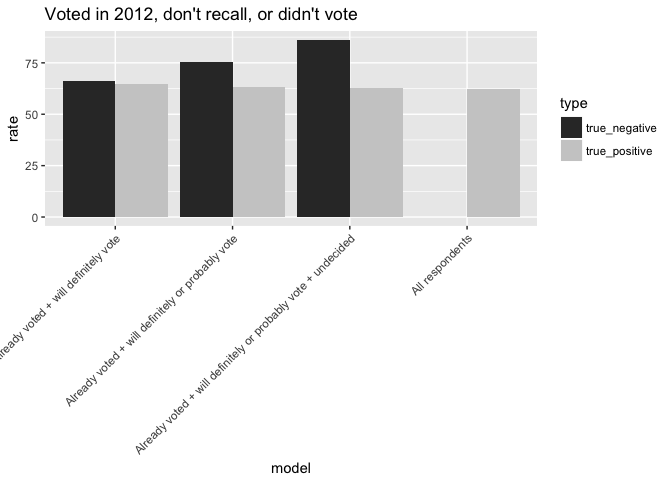 Voted in 2012, don't recall, or didn't vote
75
50
25
0
rate
type
true_negative
true_positive
already voted + will definitely vote
Already voted + will definitely or probably vote
Already voted + will definitely or probably vote + undecided
All respondents
model